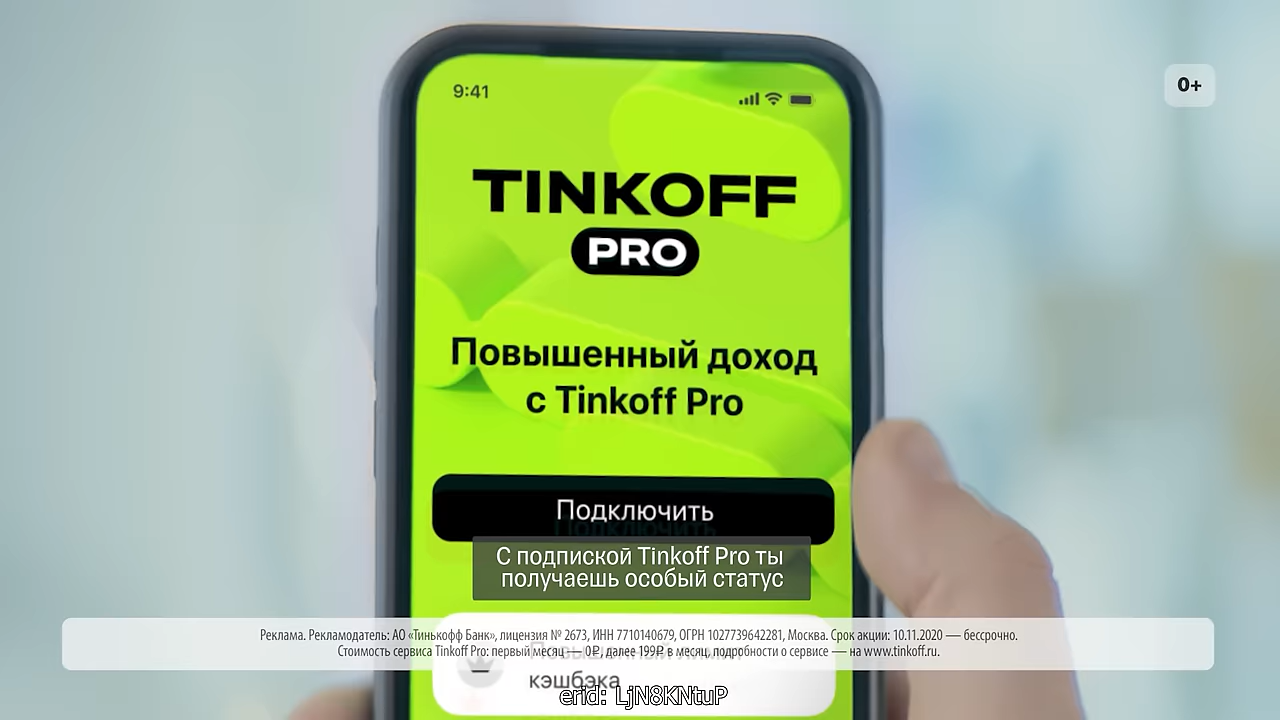 9:41
0+
TINKOFF
PRO
Повышенный доход
с Tinkoff Pro
Подключить
С подпиской Tinkoff Pro ты
получаешь особый статус
Реклама. Рекламодатель: АО «Тинькофф Банк», лицензия № 2673, ИНН 7710140679, ОГРН 1027739642281, Москва. Срок акции: 10.11.2020 — бессрочно.
Стоимость сервиса Tinkoff Pro: первый месяц — 0₽, далее 199₽ в месяц, подробности о сервисе — на www.tinkoff.ru.
кэшбэка
erid: LjN8KNtuP